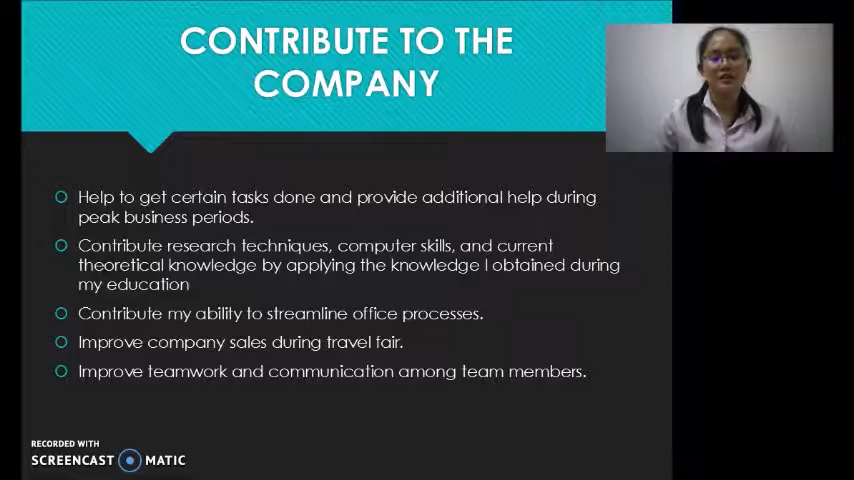 CONTRIBUTE TO THE
COMPANY
Help to get certain tasks done and provide additional help during
peak business periods.
Contribute research techniques, computer skills, and current
theoretical knowledge by applying the knowledge I obtained during
my education
Contribute my ability to streamline office processes.
Improve company sales during travel fair.
Improve teamwork and communication among team members.
RECORDED WITH
SCREENCAST MATIC